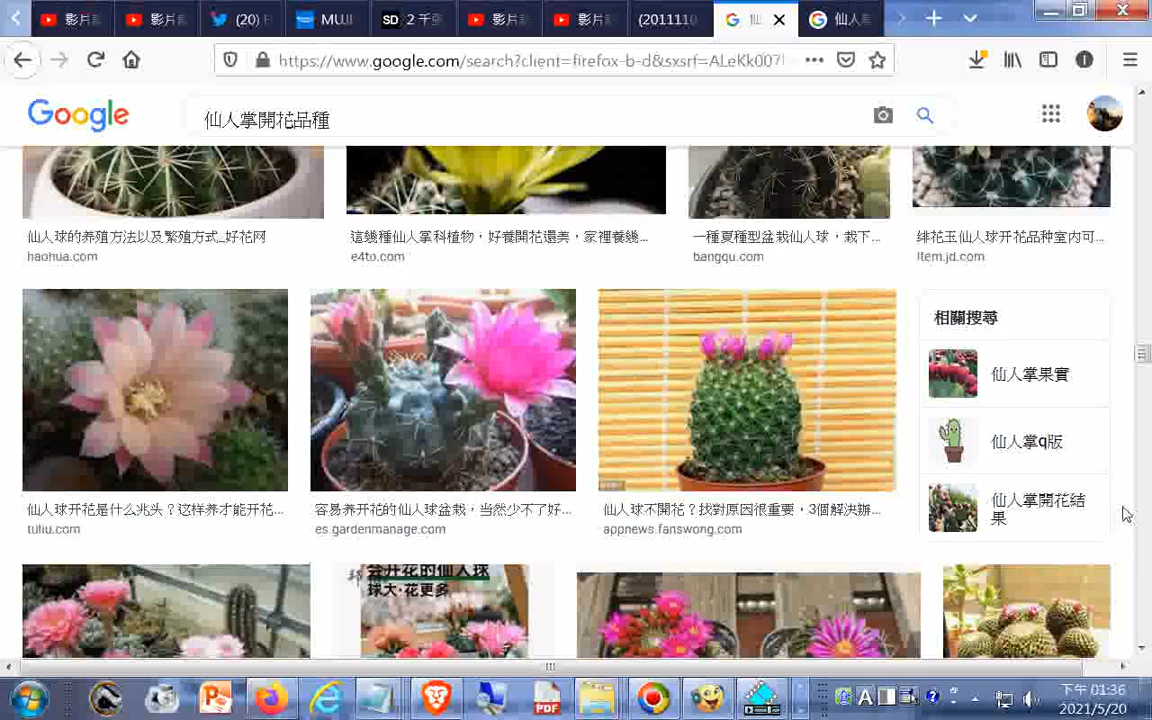 影片
影片
(20)
MUJI
SD 2 千
影片
影片
(2011110
仙
仙人
https://www.google.com/search?client=firefox-b-d&sxsrf=ALeKk007
Google
仙人掌開花品種
仙人球的养殖方法以及繁殖方式_好花网
haohua.com
這幾種仙人掌科植物，好養開花還美，家裡養幾...
e4to.com
一種夏種型盆栽仙人球，栽下...
bangqu.com
绯花玉仙人球开花品种室内可...
item.jd.com
相關搜尋
仙人掌果實
仙人掌q版
仙人掌開花結
果
仙人球开花是什么兆头？这样养才能开花...
tuliu.com
容易养开花的仙人球盆栽，当然少不了好...
es.gardenmanage.com
仙人球不開花？找對原因很重要，3個解決辦...
appnews.fanswong.com
会开花的仙人球
球大·花更多
PDF
A
下午 01:36
2021/5/20